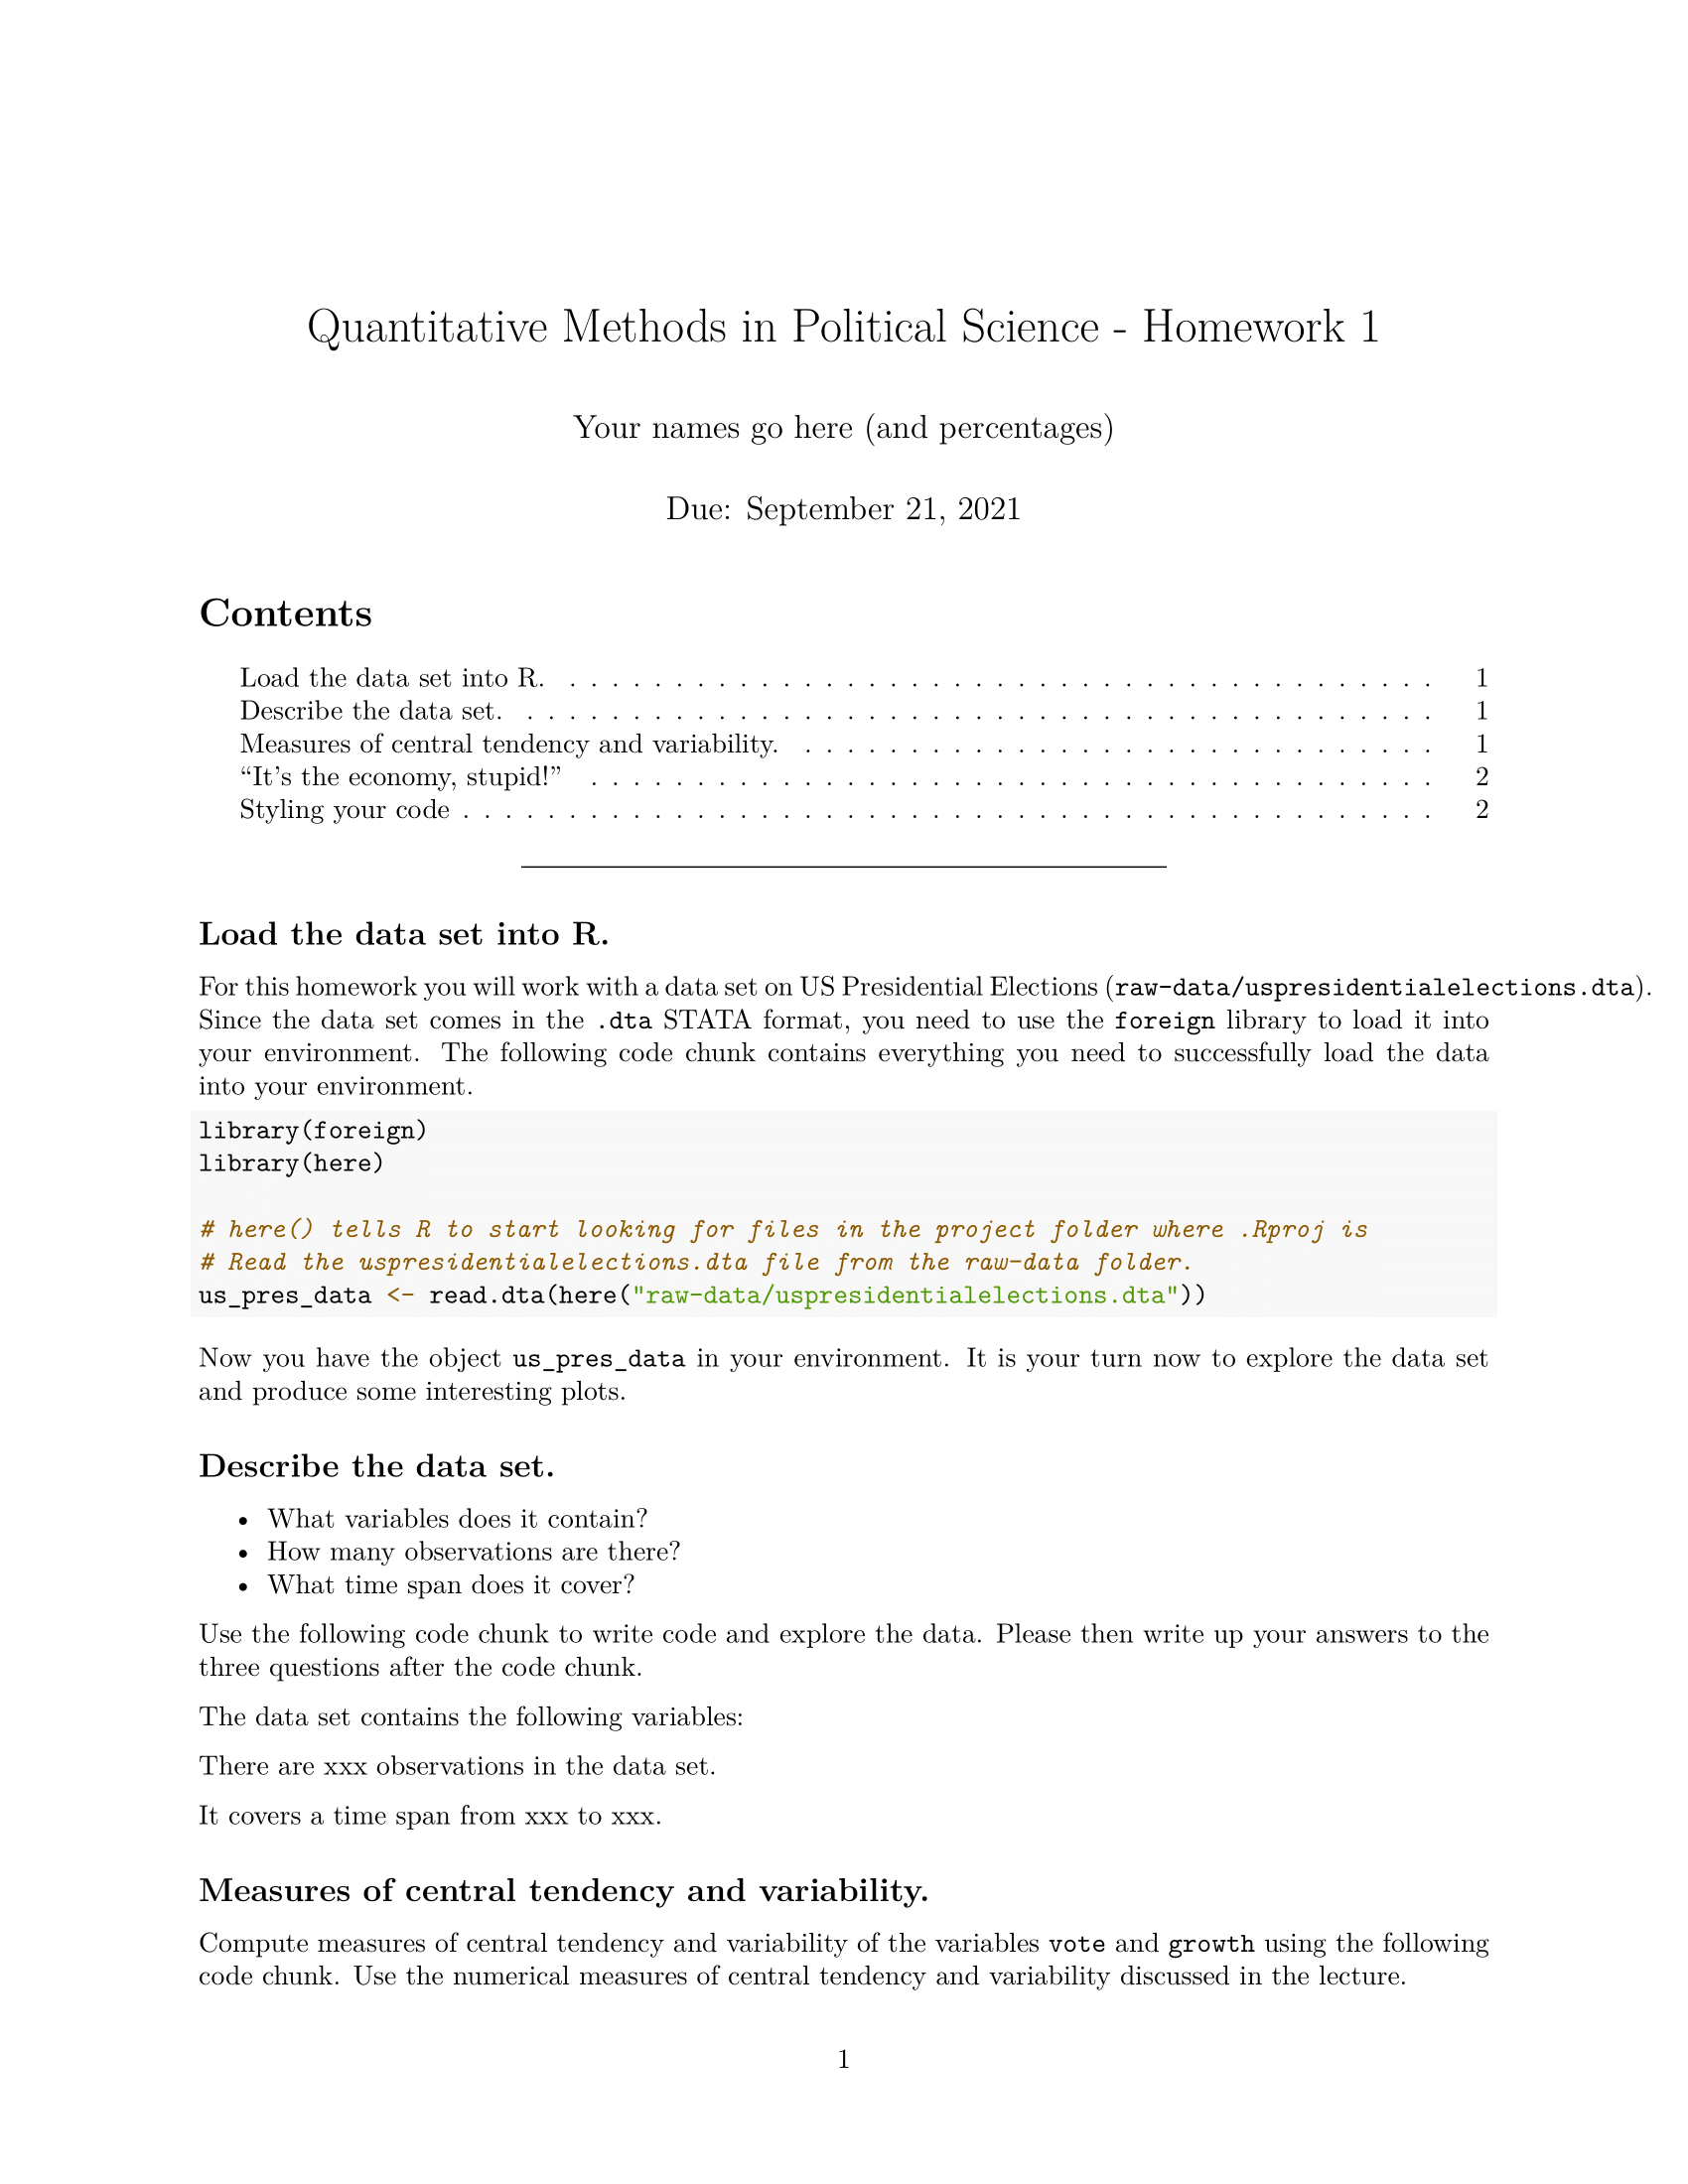 Quantitative Methods in Political Science - Homework 1
Your names go here (and percentages)
Due: September 21, 2021
Contents
Load the data set into R. . . . . . . . . . . . . . . . . . . . . . . . . . . . . . . . . . . . . . . . . . 1
Describe the data set. . . . . . . . . . . . . . . . . . . . . . . . . . . . . . . . . . . . . . . . . . . . 1
Measures of central tendency and variability. . . . . . . . . . . . . . . . . . . . . . . . . . . . . . . 1
“It’s the economy, stupid!” . . . . . . . . . . . . . . . . . . . . . . . . . . . . . . . . . . . . . . . . 2
Styling your code . . . . . . . . . . . . . . . . . . . . . . . . . . . . . . . . . . . . . . . . . . . . . . 2
Load the data set into R.
For this homework you will work with a data set on US Presidential Elections (raw-data/uspresidentialelections.dta).
Since the data set comes in the .dta STATA format, you need to use the foreign library to load it into
your environment. The following code chunk contains everything you need to successfully load the data
into your environment.
library(foreign)
library(here)
# here() tells R to start looking for files in the project folder where .Rproj is
# Read the uspresidentialelections.dta file from the raw-data folder.
us_pres_data <- read.dta(here("raw-data/uspresidentialelections.dta"))
Now you have the object us_pres_data in your environment. It is your turn now to explore the data set
and produce some interesting plots.
Describe the data set.
• What variables does it contain?
• How many observations are there?
• What time span does it cover?
Use the following code chunk to write code and explore the data. Please then write up your answers to the
three questions after the code chunk.
The data set contains the following variables:
There are xxx observations in the data set.
It covers a time span from xxx to xxx.
Measures of central tendency and variability.
Compute measures of central tendency and variability of the variables vote and growth using the following
code chunk. Use the numerical measures of central tendency and variability discussed in the lecture.
1